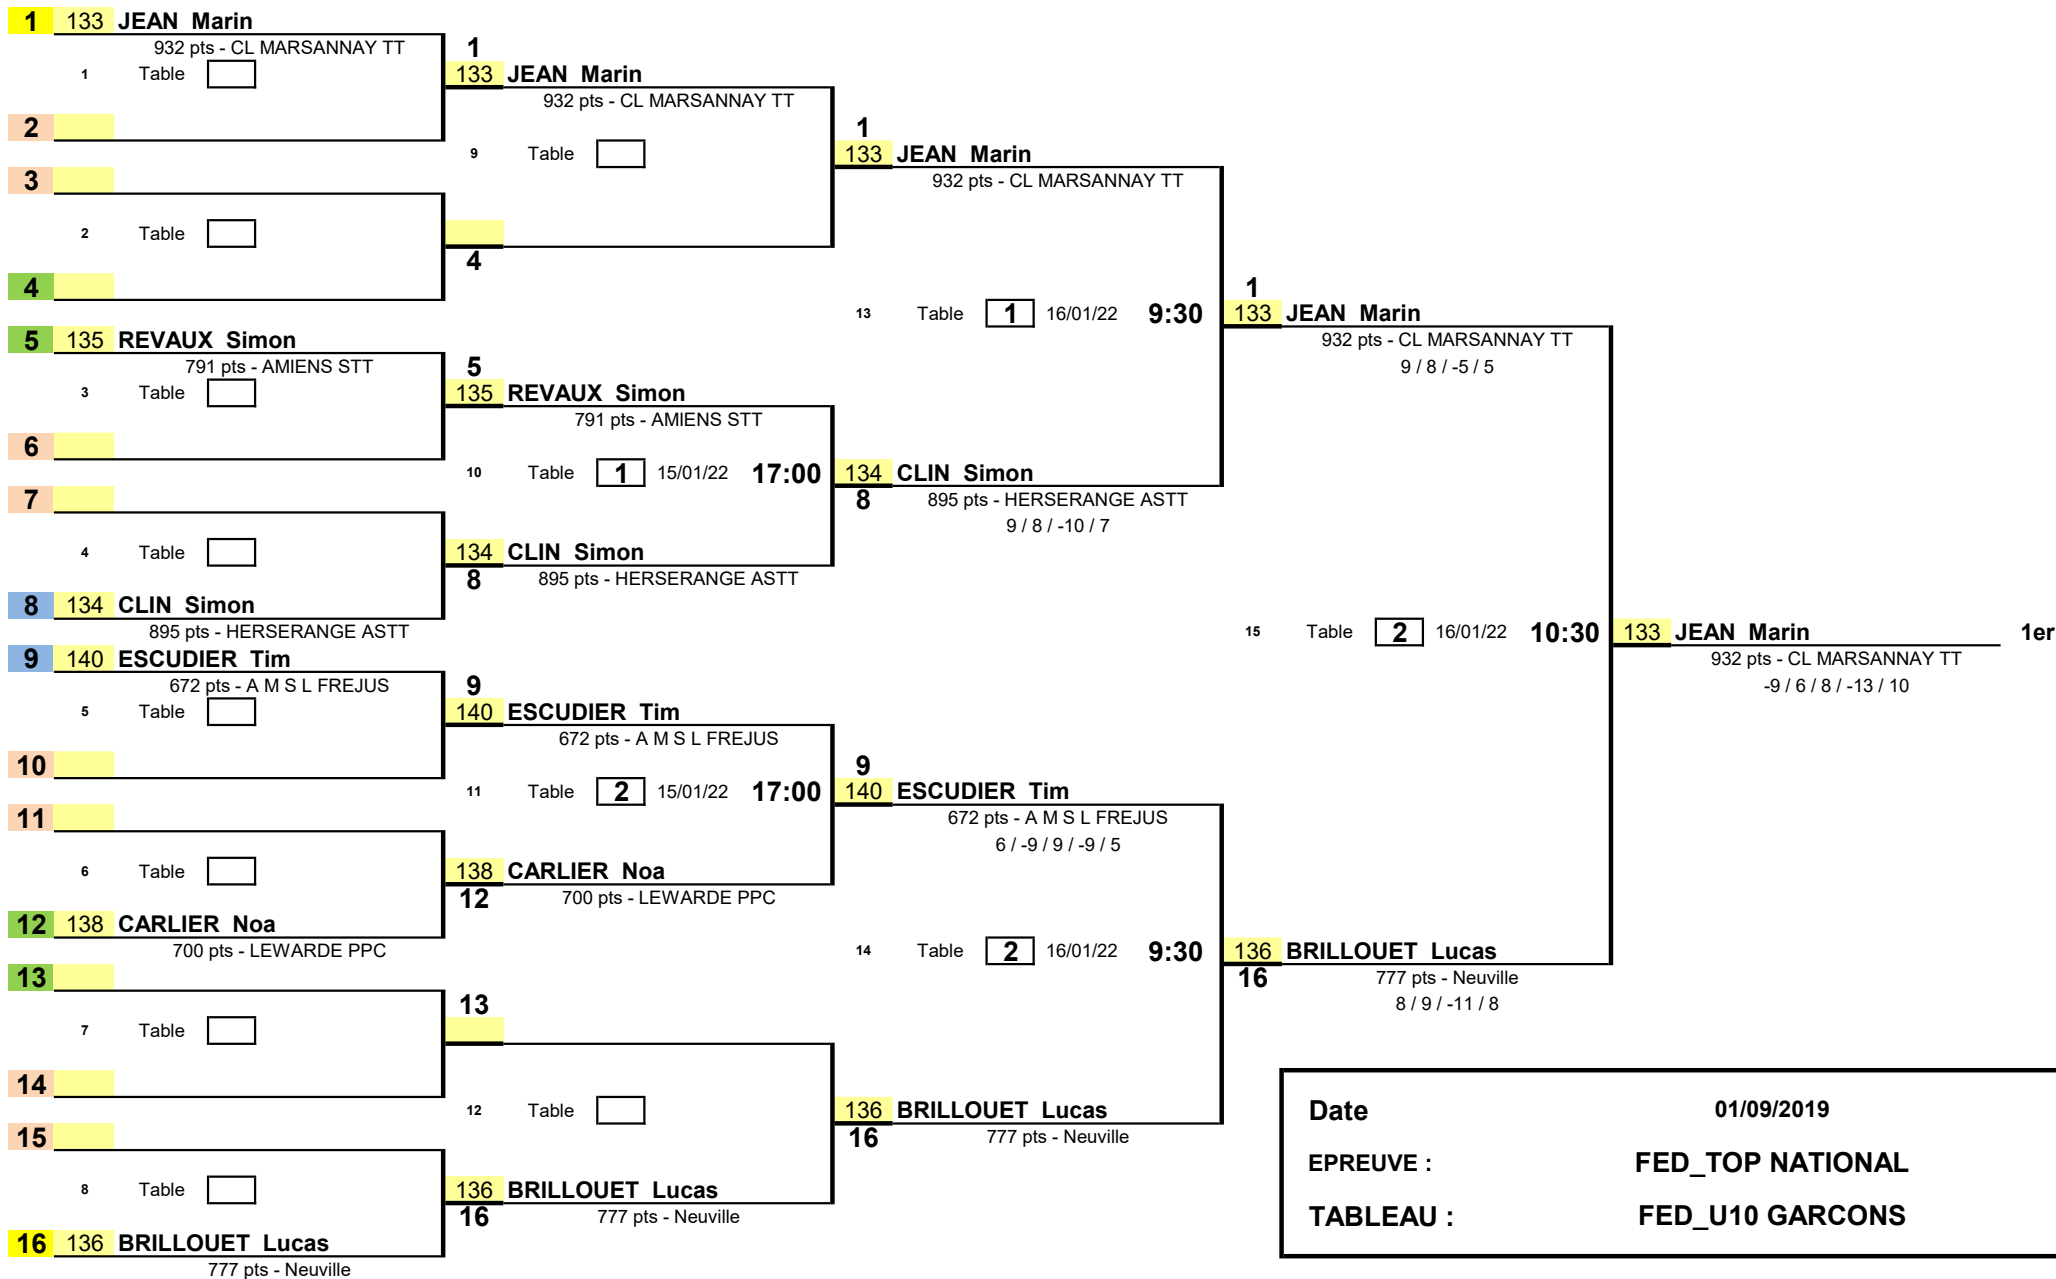 1 133 JEAN Marin
932 pts - CL MARSANNAY TT
1 Table
2
3
2 Table
4
5 135 REVAUX Simon
791 pts - AMIENS STT
3 Table
6
7
4 Table
8 134 CLIN Simon
895 pts - HERSERANGE ASTT
9 140 ESCUDIER Tim
672 pts - A M S L FREJUS
5 Table
10
11
6 Table
12 138 CARLIER Noa
700 pts - LEWARDE PPC
13
7 Table
14
15
8 Table
16 136 BRILLOUET Lucas
777 pts - Neuville
1
133 JEAN Marin
932 pts - CL MARSANNAY TT
9 Table
4
5
135 REVAUX Simon
791 pts - AMIENS STT
10 Table 1 15/01/22 17:00
134 CLIN Simon
8 895 pts - HERSERANGE ASTT
9
140 ESCUDIER Tim
672 pts - A M S L FREJUS
11 Table 2 15/01/22 17:00
138 CARLIER Noa
12 700 pts - LEWARDE PPC
13
12 Table
136 BRILLOUET Lucas
16 777 pts - Neuville
1
133 JEAN Marin
932 pts - CL MARSANNAY TT
13 Table 1 16/01/22 9:30
134 CLIN Simon
8 895 pts - HERSERANGE ASTT
9 / 8 / -10 / 7
9
140 ESCUDIER Tim
672 pts - A M S L FREJUS
6 / -9 / 9 / -9 / 5
14 Table 2 16/01/22 9:30
136 BRILLOUET Lucas
16 777 pts - Neuville
1
133 JEAN Marin
932 pts - CL MARSANNAY TT
9 / 8 / -5 / 5
15 Table 2 16/01/22 10:30
136 BRILLOUET Lucas
16 777 pts - Neuville
8 / 9 / -11 / 8
133 JEAN Marin 1er
932 pts - CL MARSANNAY TT
-9 / 6 / 8 / -13 / 10
Date 01/09/2019
EPREUVE : FED_TOP NATIONAL
TABLEAU : FED_U10 GARCONS